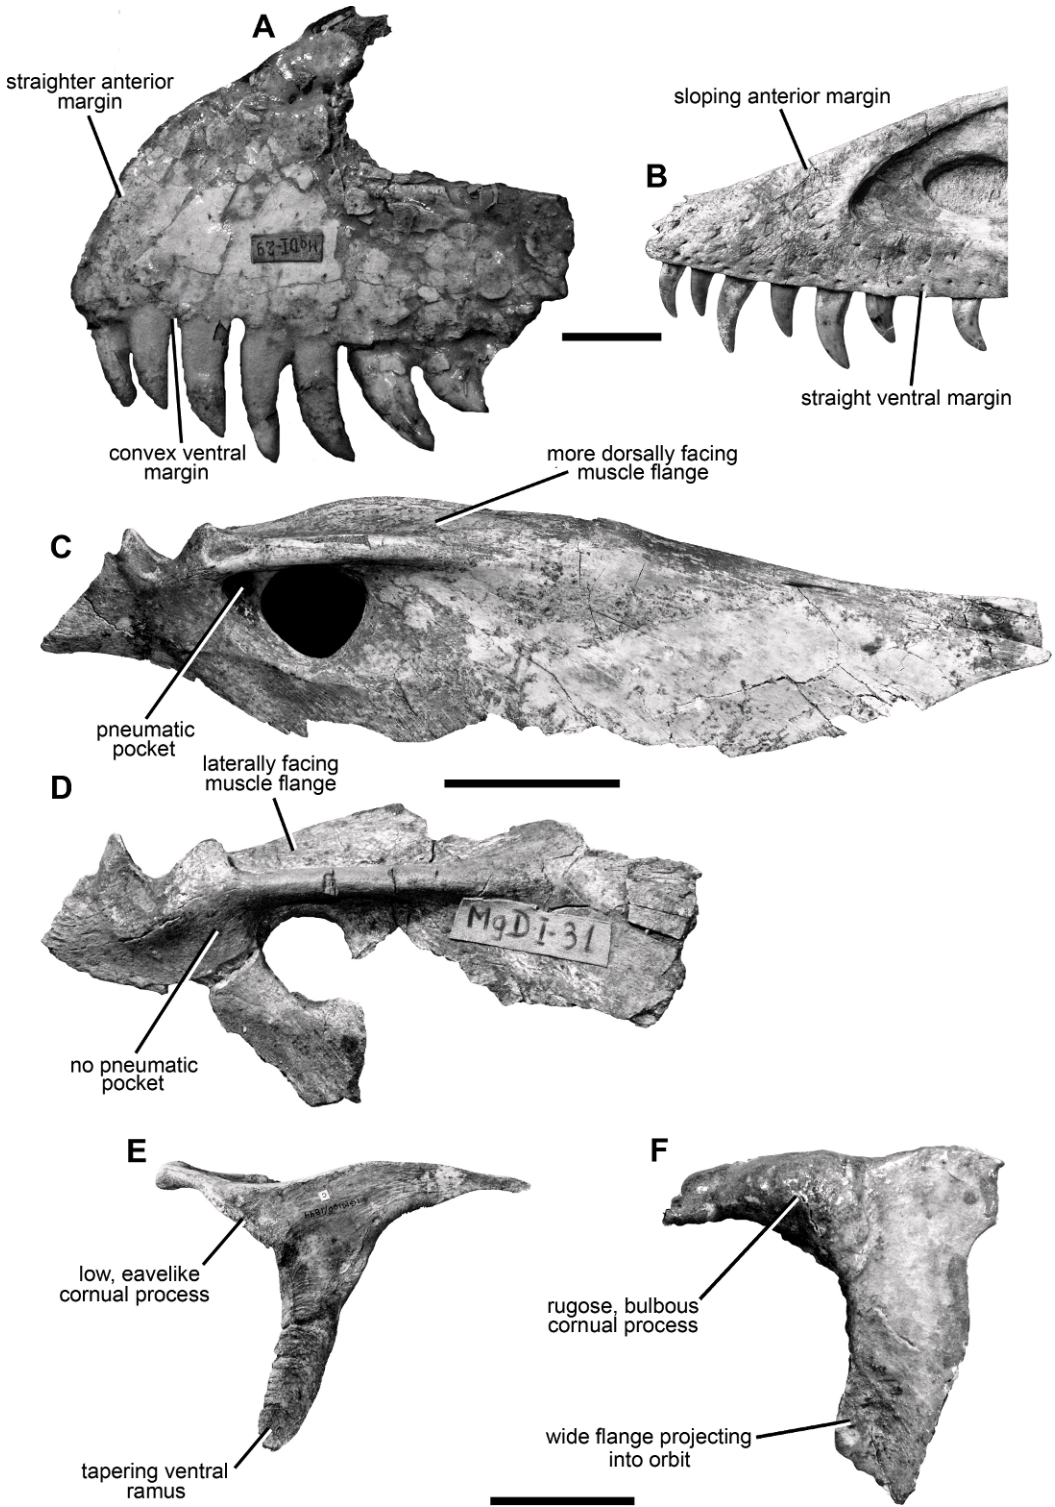 A
straighter anterior
margin
MgDI-29
convex ventral
margin
sloping anterior margin
B
straight ventral margin
more dorsally facing
muscle flange
C
pneumatic
pocket
laterally facing
muscle flange
D
MgD I-31
no pneumatic
pocket
E
low, eavelike
cornual process
tapering ventral
ramus
F
rugose, bulbous
cornual process
wide flange projecting
into orbit